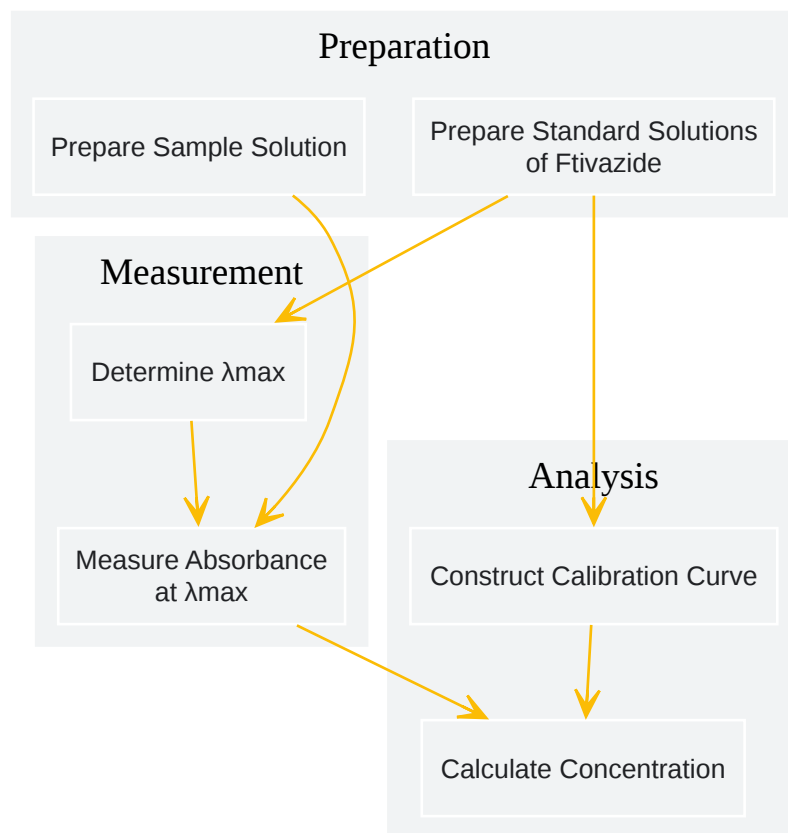 Preparation
Prepare Sample Solution
Prepare Standard Solutions
of Ftivazide
Measurement
Determine λmax
Analysis
Measure Absorbance
at λmax
Construct Calibration Curve
Calculate Concentration